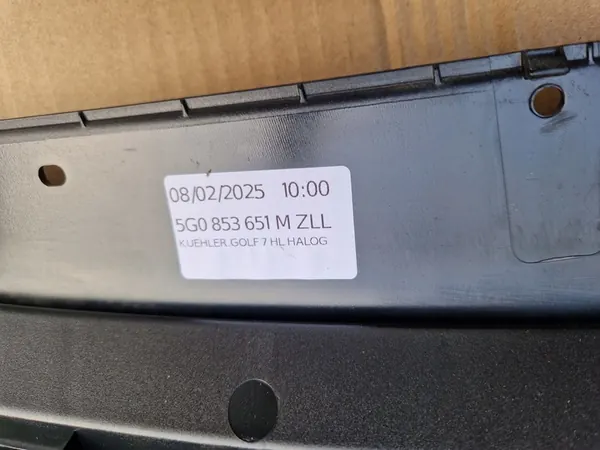 08/02/2025 10:00
5G0 853 651 M ZLL
KUEHLER.GOLF 7 HL HALOG